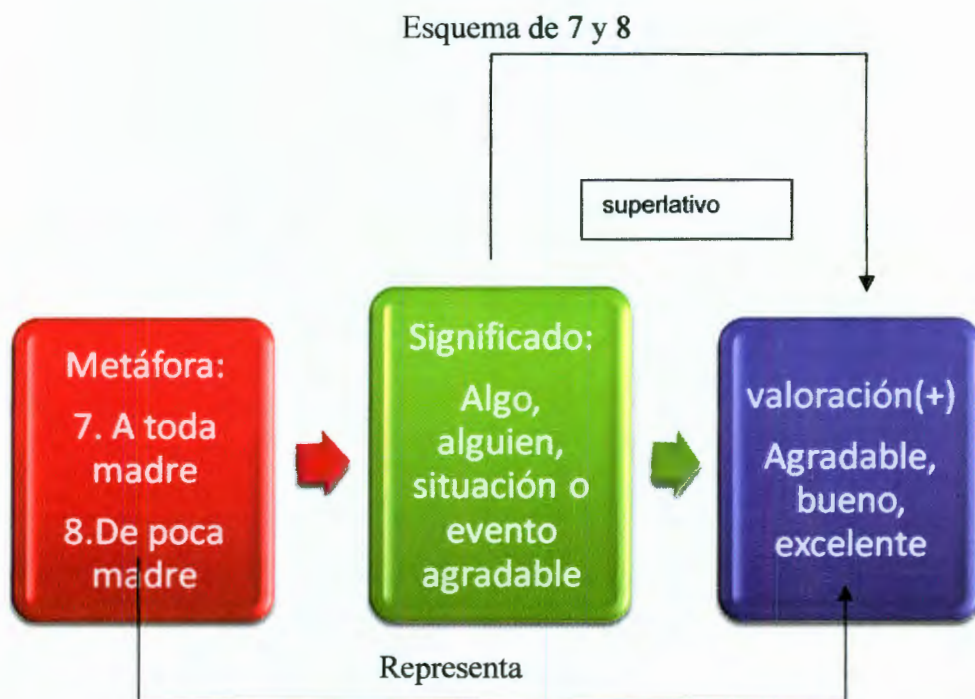 Esquema de 7 y 8
superlativo
Metáfora:
7. A toda
madre
8.De poca
madre
Significado:
Algo,
alguien,
situación o
evento
agradable
valoración(+)
Agradable,
bueno,
excelente
Representa